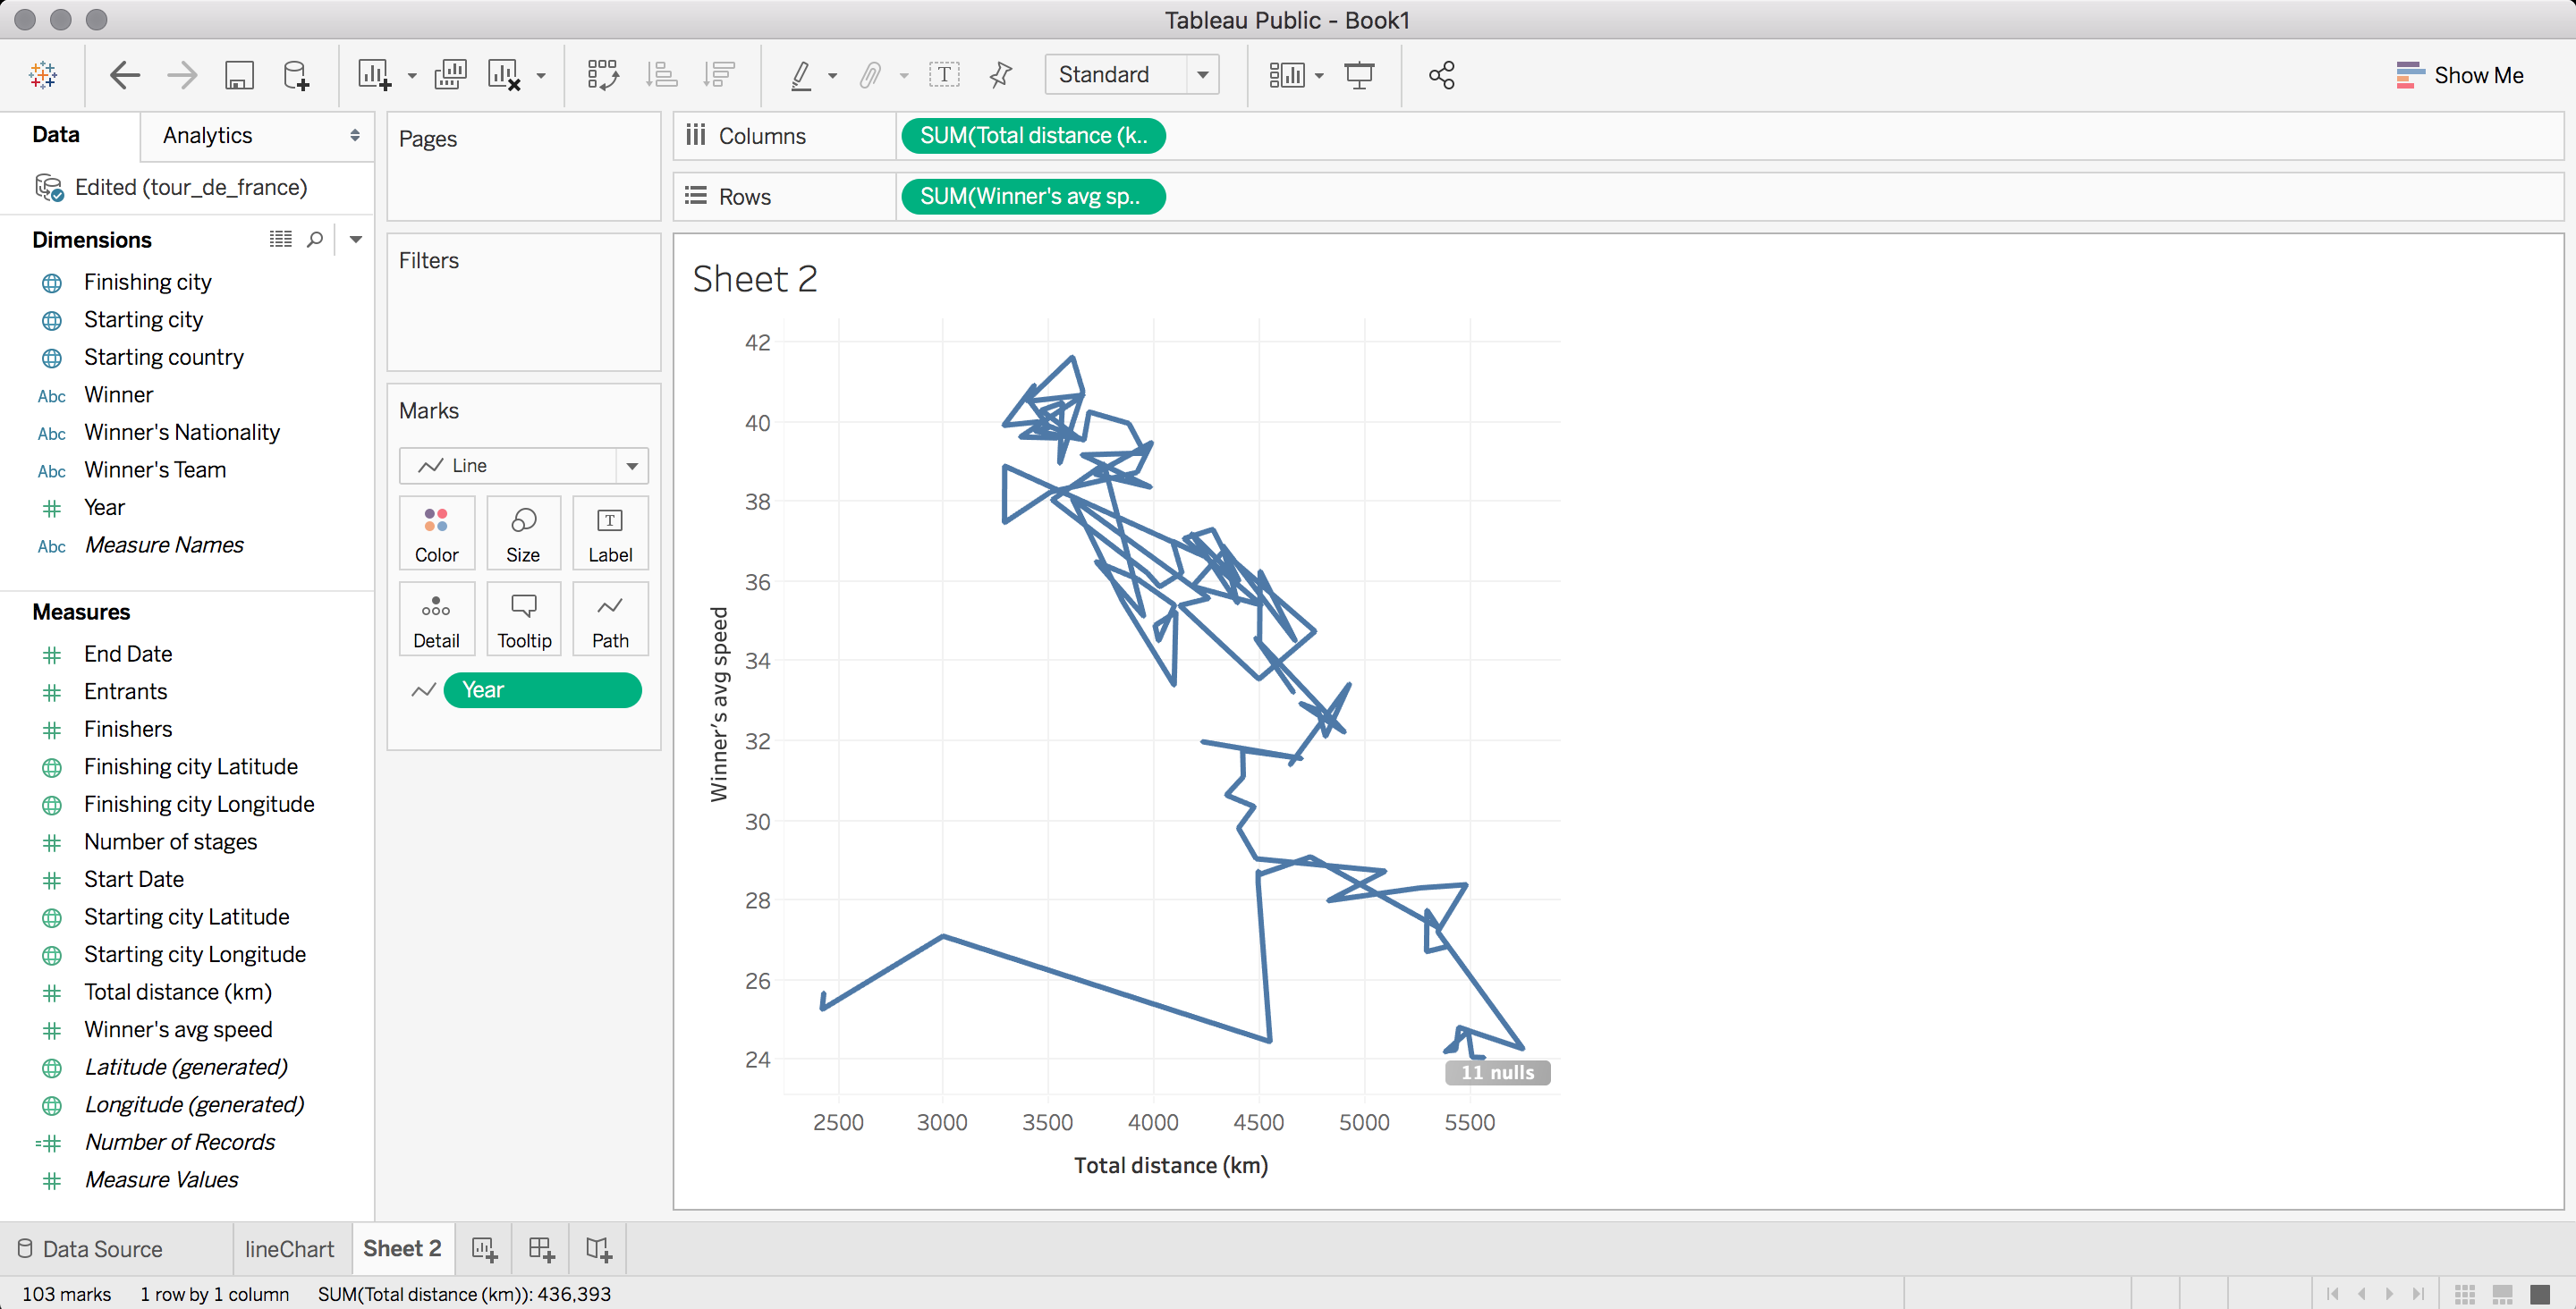 Tableau Public - Book1
Standard
Show Me
Data
Analytics
Edited (tour_de_france)
Dimensions
Finishing city
Starting city
Starting country
Abc Winner
Abc Winner's Nationality
Abc Winner's Team
Year
Abc Measure Names
Measures
End Date
Entrants
Finishers
Finishing city Latitude
Finishing city Longitude
Number of stages
Start Date
Starting city Latitude
Starting city Longitude
Total distance (km)
Winner's avg speed
Latitude (generated)
Longitude (generated)
Number of Records
Measure Values
Pages
Filters
Marks
Line
Color
Size
Label
Detail
Tooltip
Path
Year
Columns
SUM(Total distance (k..
Rows
SUM(Winner's avg sp..
Sheet 2
42
40
38
36
34
32
30
28
26
24
Winner's avg speed
11 nulls
2500 3000 3500 4000 4500 5000 5500
Total distance (km)
Data Source
lineChart
Sheet 2
103 marks
1 row by 1 column
SUM(Total distance (km)): 436,393